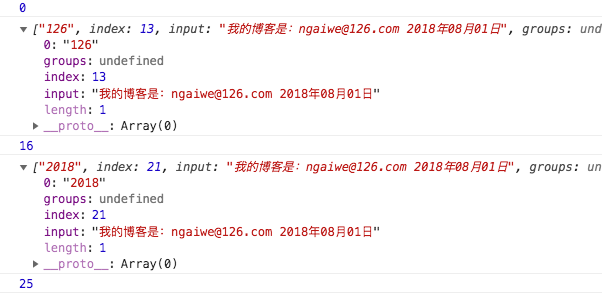 0
▼ ["126", index: 13, input: "我的博客是：ngaiwe@126.com 2018年08月01日", groups: und
0: "126"
groups: undefined
index: 13
input: "我的博客是：ngaiwe@126.com 2018年08月01日"
length: 1
▶ __proto__: Array(0)
16
▼ ["2018", index: 21, input: "我的博客是：ngaiwe@126.com 2018年08月01日", groups: un
0: "2018"
groups: undefined
index: 21
input: "我的博客是：ngaiwe@126.com 2018年08月01日"
length: 1
▶ __proto__: Array(0)
25